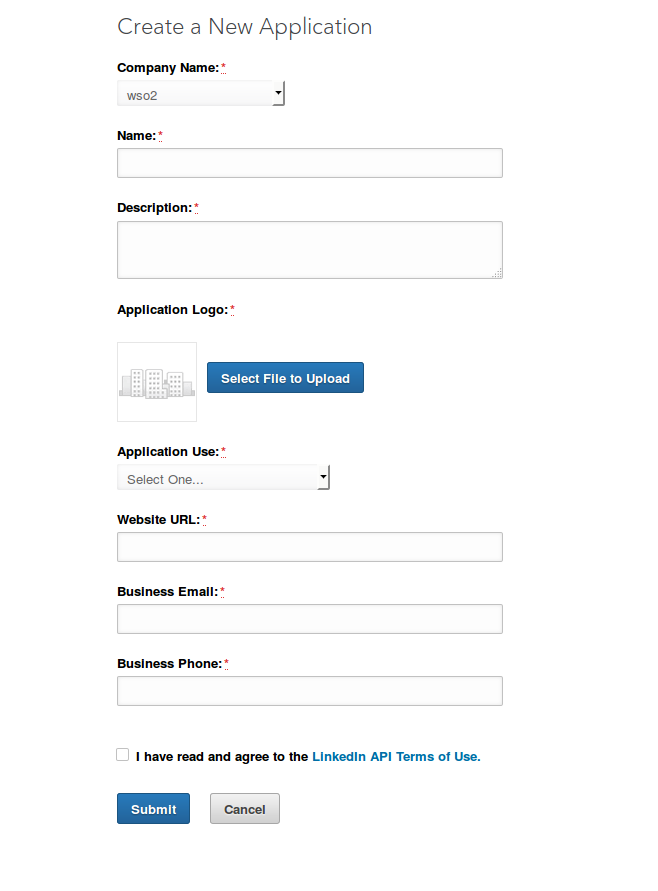 Create a New Application
Company Name:*
wso2
Name:*
Description:*
Application Logo:*
Select File to Upload
Application Use:*
Select One...
Website URL:*
Business Email:*
Business Phone:*
I have read and agree to the LinkedIn API Terms of Use.
Submit Cancel